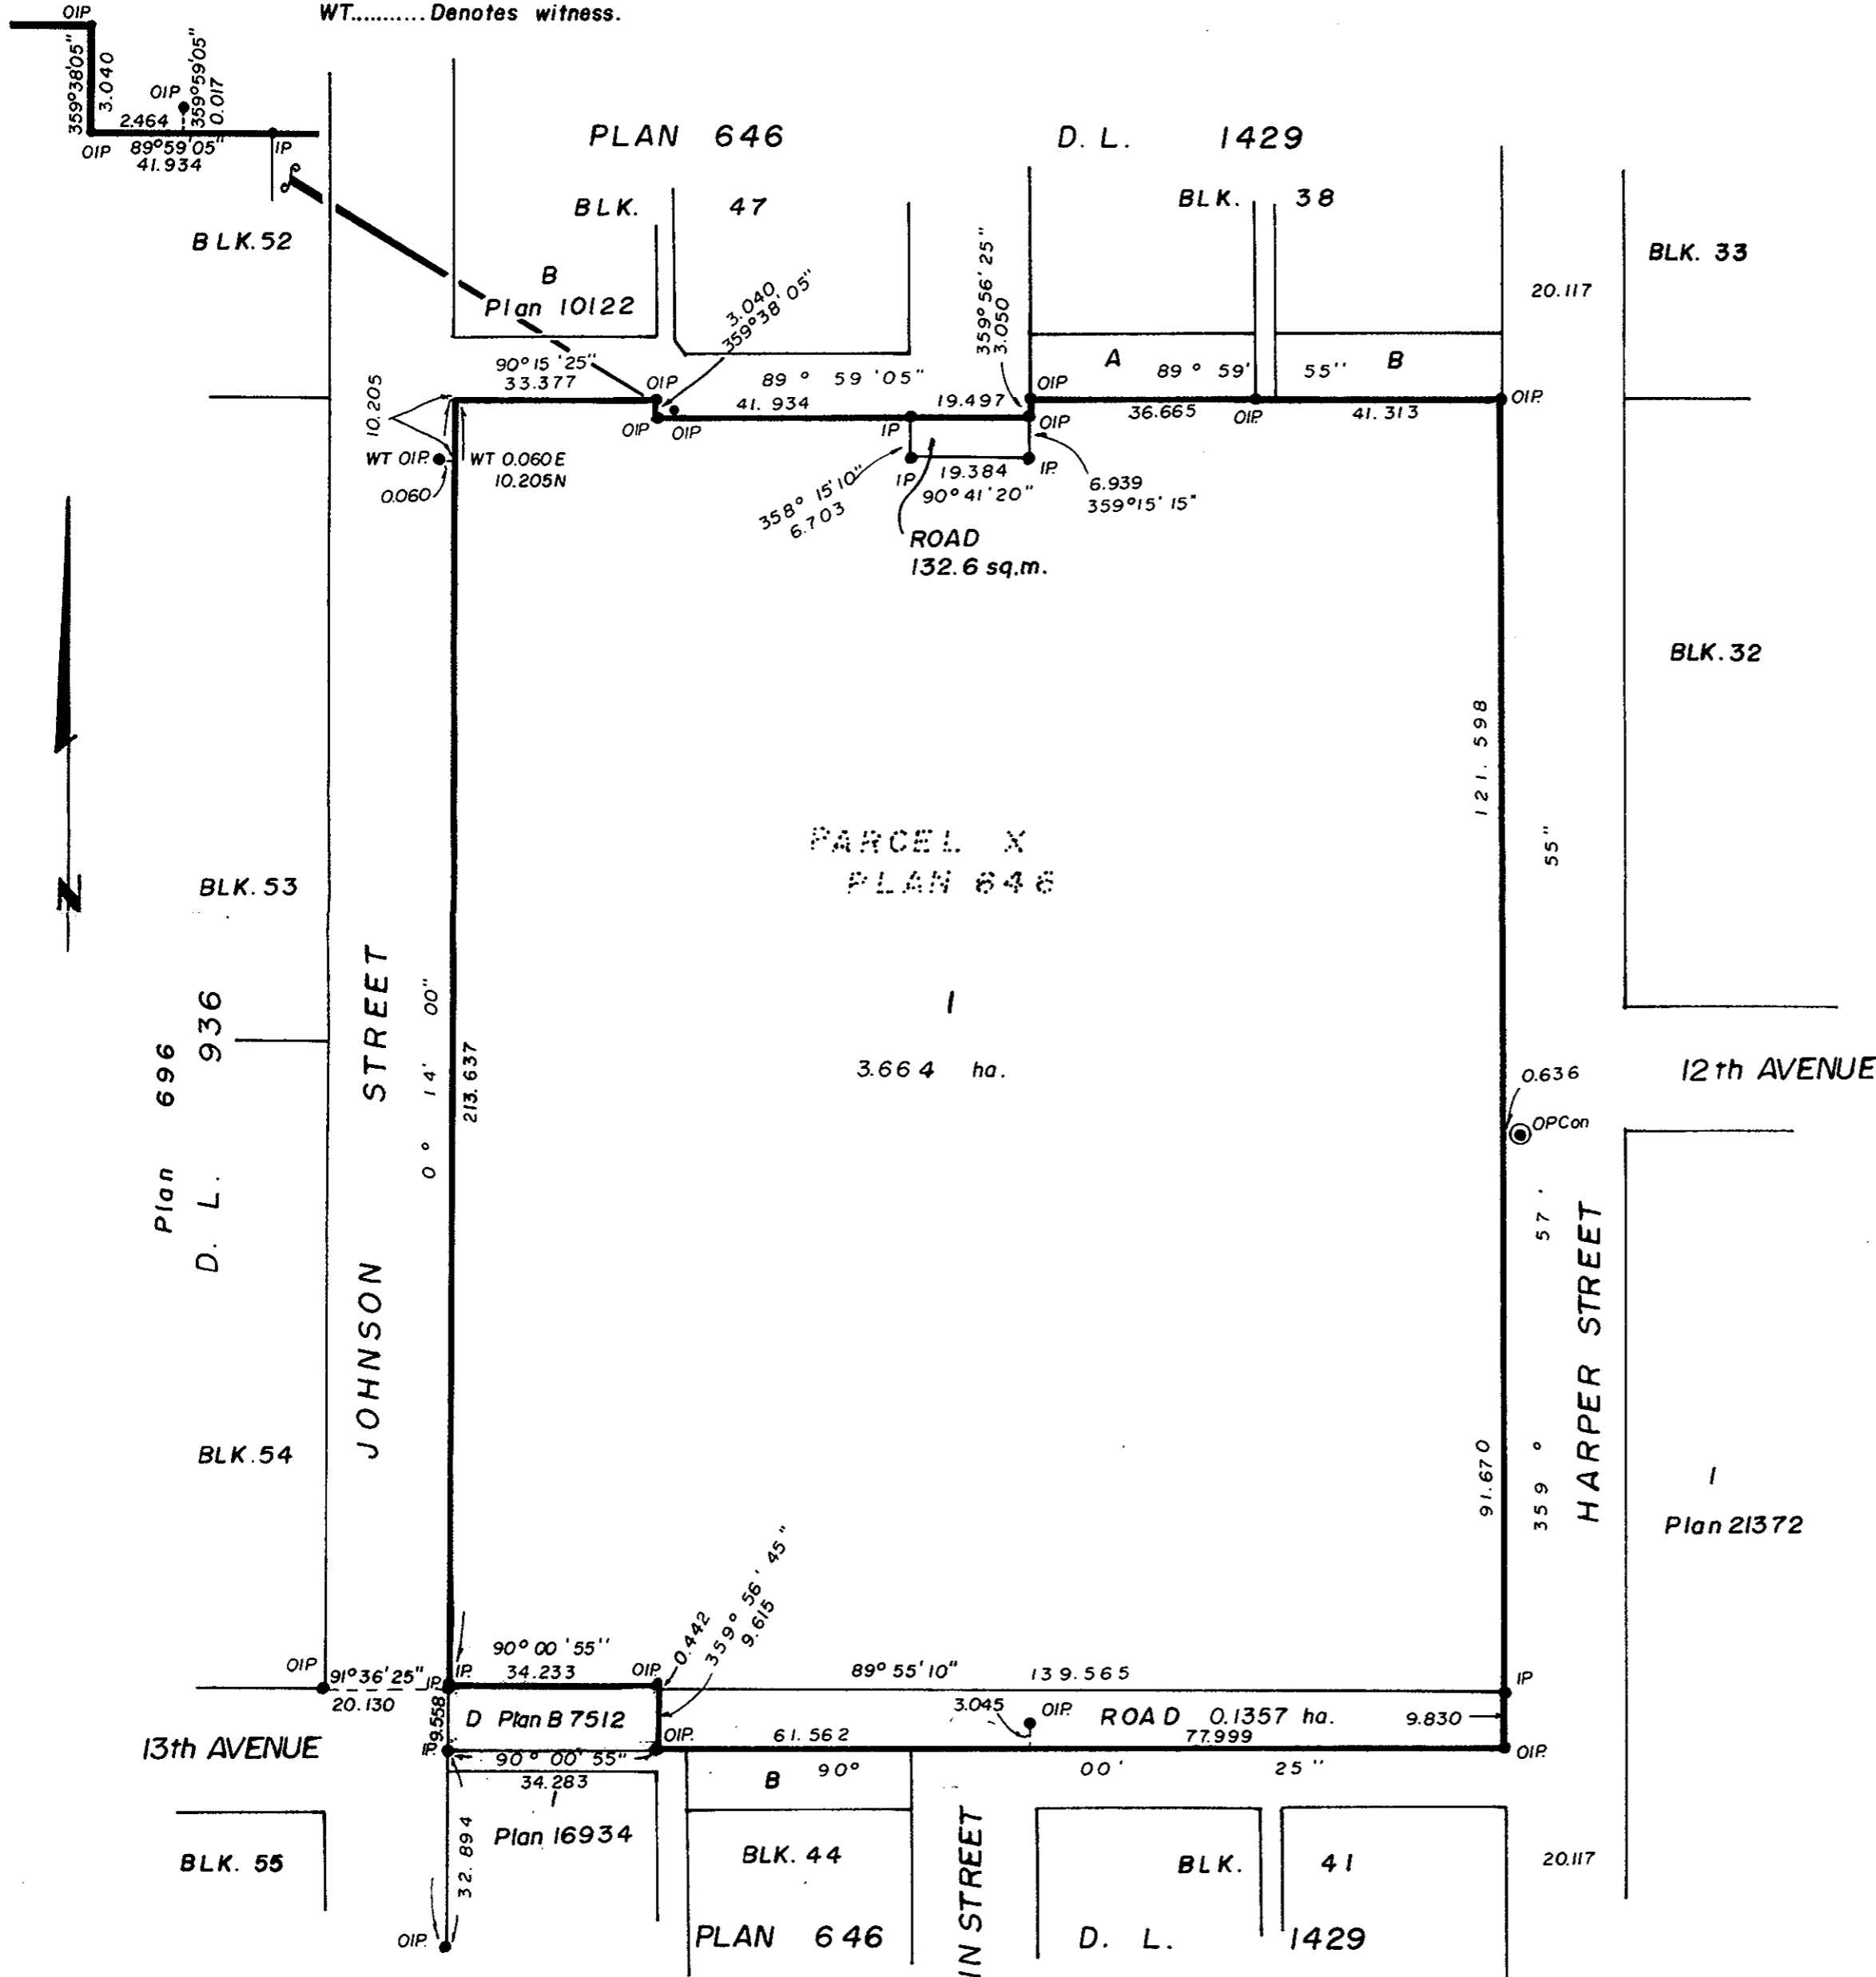 WT.......... Denotes witness.
OIP.
359°38'05"
3.040
OIP
359°59'05"
0.017
2.464
OIP
89°59'05"
41.934
IP
PLAN 646
D. L. 1429
BLK. 47
BLK. 38
BLK. 52
BLK. 33
B
Plan 10122
3.040
359°38'05"
359°56'25"
3.050
20.117
90°15'25"
33.377
OIP
89° 59' 05"
OIP
A
89° 59' 55"
B
10.205
OIP
OIP
41.934
19.497
IP
OIP
36.665
OIP.
41.313
OIP.
WT OIP.
WT 0.060 E
10.205 N
0.060
IP
19.384
90°41'20"
IP.
6.939
359°15'15"
358° 15'10"
6.703
ROAD
132.6 sq.m.
BLK. 32
121.598
PARCEL X
PLAN 646
55"
BLK. 53
N
1
3.664 ha.
STREET
0° 14' 00"
213.637
Plan 696
D. L. 936
12th AVENUE
0.636
OPCon
57'
HARPER STREET
JOHNSON
BLK. 54
91.670
359°
1
Plan 21372
359° 56' 45"
9.615
0.442
OIP
91°36'25"
20.130
IP.
IP.
90°00'55"
34.233
OIP.
89°55'10"
139.565
IP
9.558
D Plan B 7512
3.045
OIP.
ROAD 0.1357 ha.
9.830
13th AVENUE
IP.
90°00'55"
34.283
OIP.
61.562
77.999
OIP.
90° 00' 25"
B
1
Plan 16934
32.894
BLK. 55
BLK. 44
IN STREET
BLK. 41
20.117
OIP.
PLAN 646
D. L. 1429